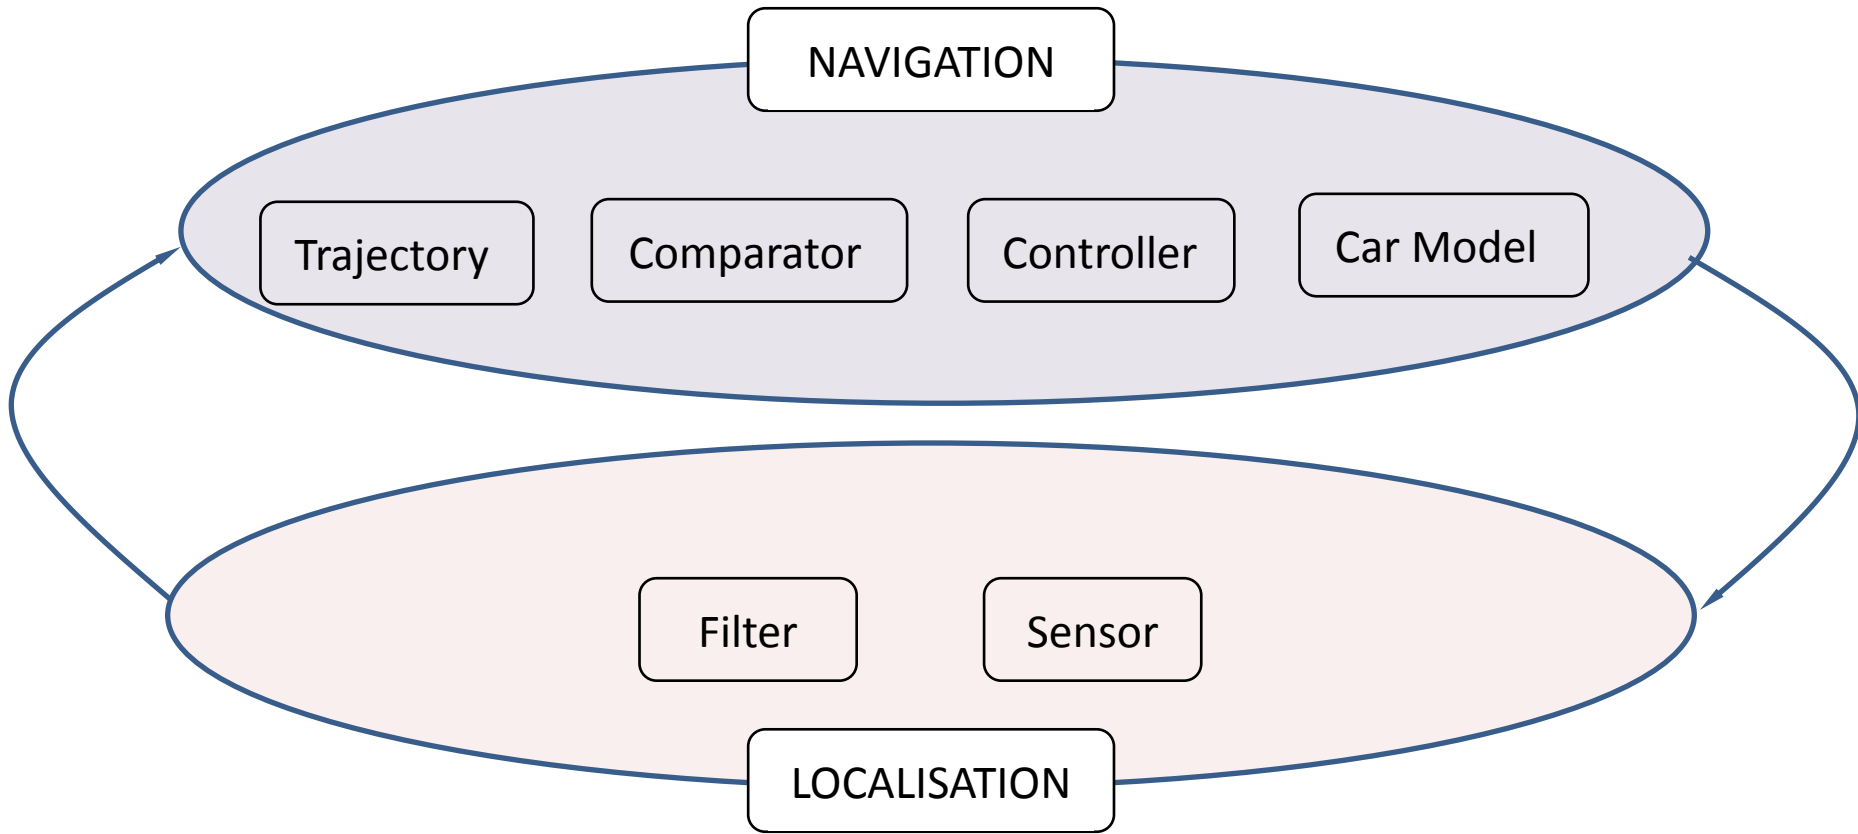 NAVIGATION
Trajectory
Comparator
Controller
Car Model
Filter
Sensor
LOCALISATION